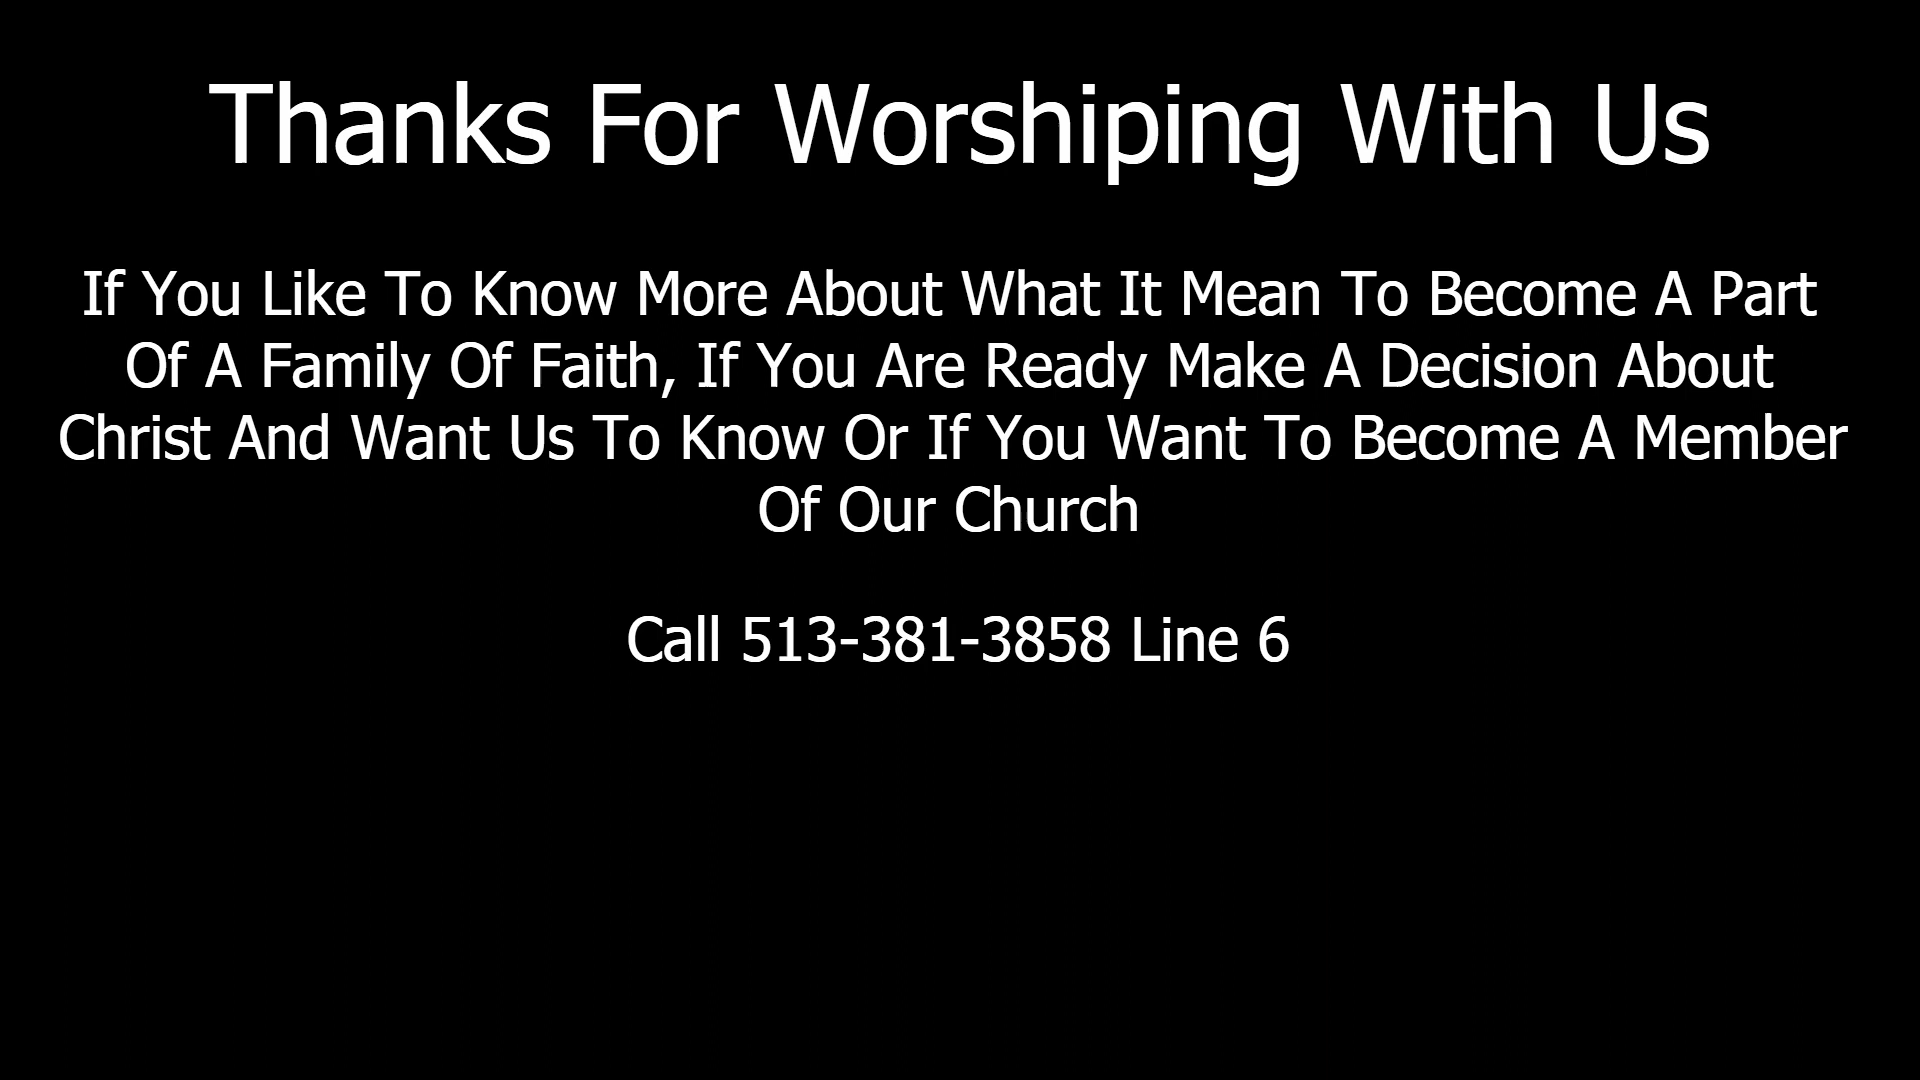 Thanks For Worshiping With Us
If You Like To Know More About What It Mean To Become A Part
Of A Family Of Faith, If You Are Ready Make A Decision About
Christ And Want Us To Know Or If You Want To Become A Member
Of Our Church
Call 513-381-3858 Line 6